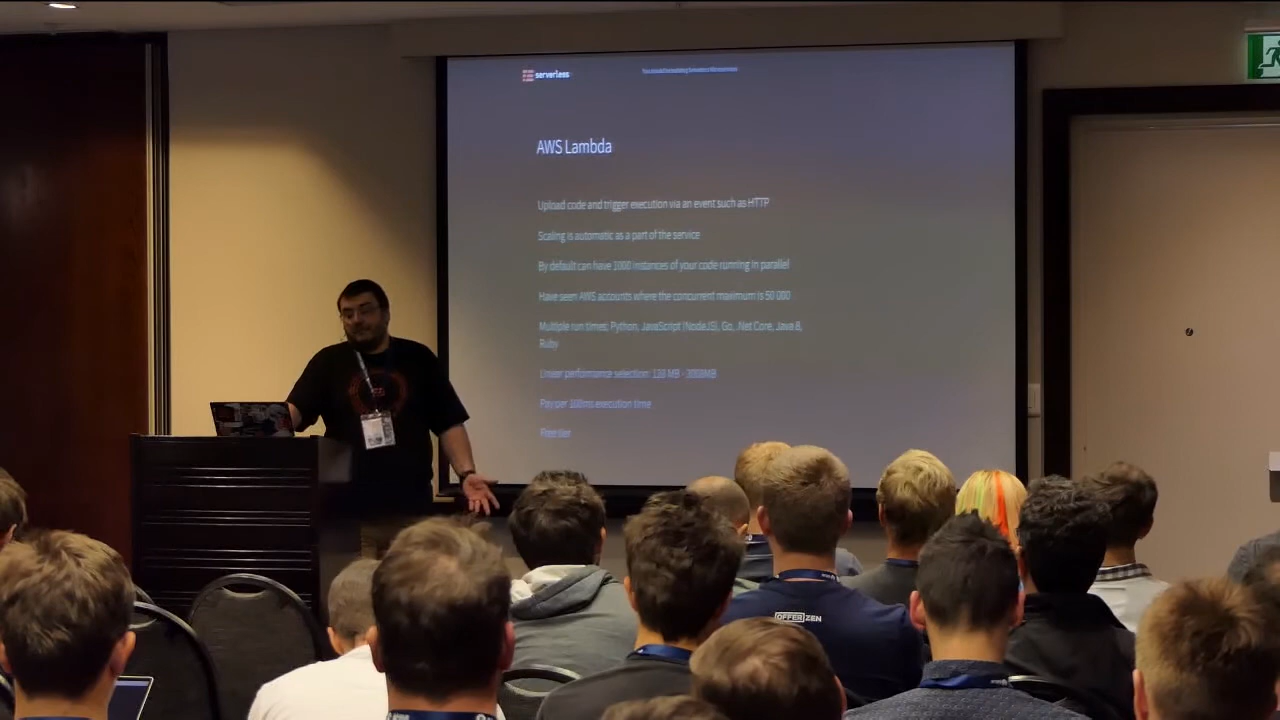 serverless
AWS Lambda
Upload code and trigger execution via an event such as HTTP
Scaling is automatic as a part of the service
By default can have 1000 instances of your code running in parallel
Have seen AWS accounts where the concurrent maximum is 50 000
Multiple run times: Python, JavaScript (NodeJS), Go, .Net Core, Java 8,
Ruby
Linear performance selection: 128 MB - 3008MB
Pay per 100ms execution time
Free tier
OFFERZEN